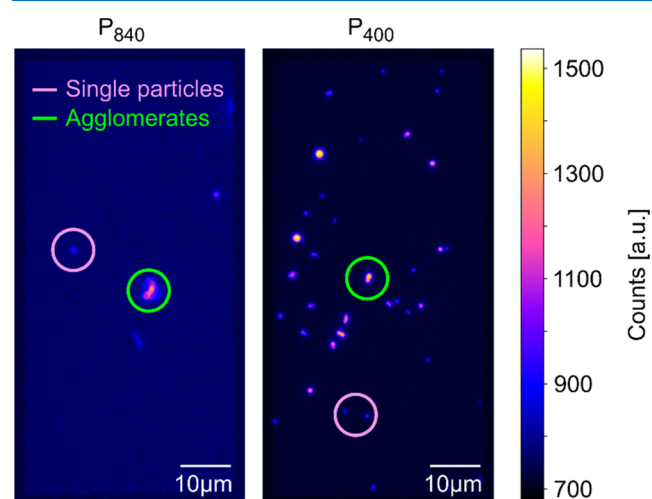 P840
P400
Single particles
Agglomerates
10μm
10μm
1500
1300
1100
900
700
Counts [a.u.]